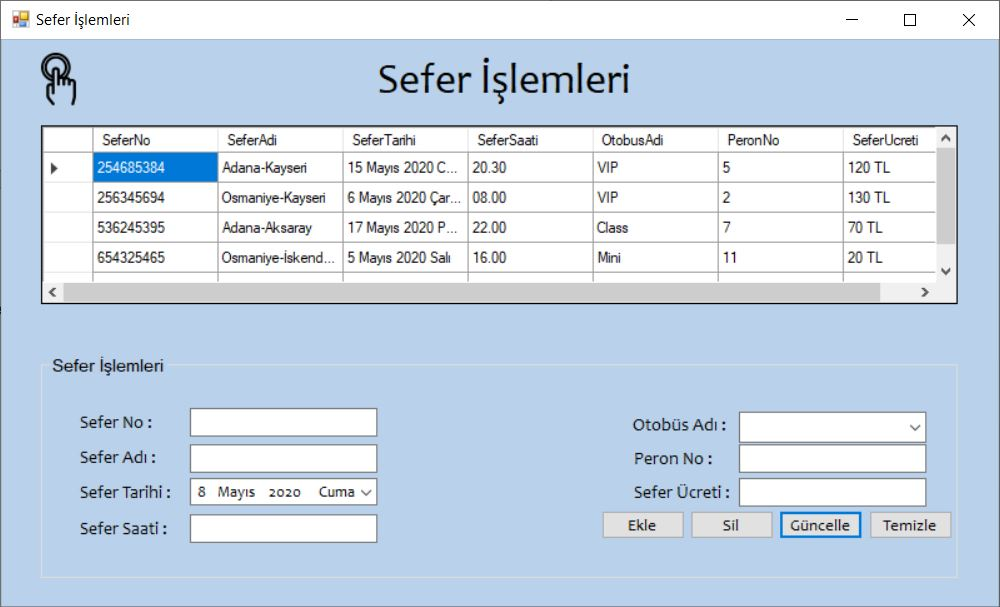 Sefer İşlemleri
Sefer İşlemleri
SeferNo SeferAdi SeferTarihi SeferSaati OtobusAdi PeronNo SeferUcreti
254685384 Adana-Kayseri 15 Mayıs 2020 C... 20.30 VIP 5 120 TL
256345694 Osmaniye-Kayseri 6 Mayıs 2020 Çar... 08.00 VIP 2 130 TL
536245395 Adana-Aksaray 17 Mayıs 2020 P... 22.00 Class 7 70 TL
654325465 Osmaniye-İskend... 5 Mayıs 2020 Salı 16.00 Mini 11 20 TL
Sefer İşlemleri
Sefer No :
Sefer Adı :
Sefer Tarihi : 8 Mayıs 2020 Cuma
Sefer Saati :
Otobüs Adı :
Peron No :
Sefer Ücreti :
Ekle Sil Güncelle Temizle